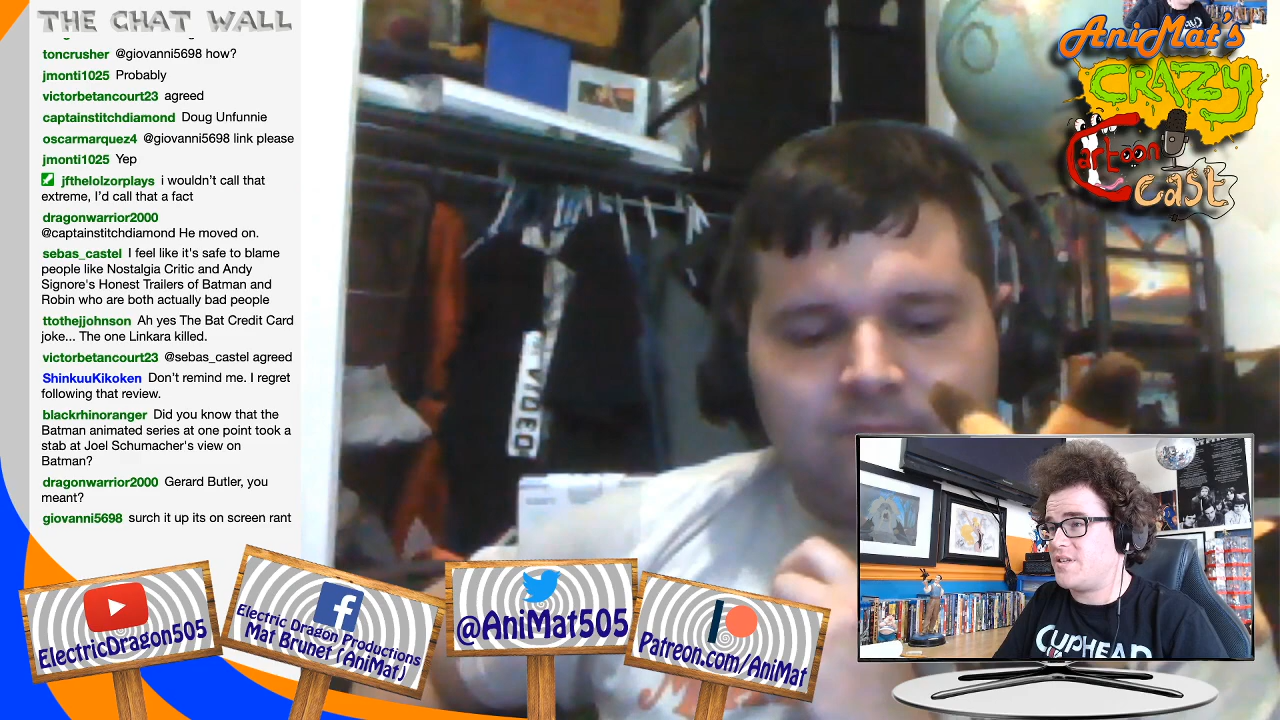 THE CHAT WALL
toncrusher @giovanni5698 how?
jmonti1025 Probably
victorbetancourt23 agreed
captainstitchdiamond Doug Unfunnie
oscarmarquez4 @giovanni5698 link please
jmonti1025 Yep
jfthelolzorplays i wouldn't call that
extreme, I'd call that a fact
dragonwarrior2000
@captainstitchdiamond He moved on.
sebas_castel I feel like it's safe to blame
people like Nostalgia Critic and Andy
Signore's Honest Trailers of Batman and
Robin who are both actually bad people
ttothejjohnson Ah yes The Bat Credit Card
joke... The one Linkara killed.
victorbetancourt23 @sebas_castel agreed
ShinkuuKikoken Don't remind me. I regret
following that review.
blackrhinoranger Did you know that the
Batman animated series at one point took a
stab at Joel Schumacher's view on
Batman?
dragonwarrior2000 Gerard Butler, you
meant?
giovanni5698 surch it up its on screen rant
AniMat's
CRAZY
Cartoon
Cast
CUPHEAD
ElectricDragon505
Electric Dragon Productions
Mat Brunet (AniMat)
@AniMat505
Patreon.com/AniMat